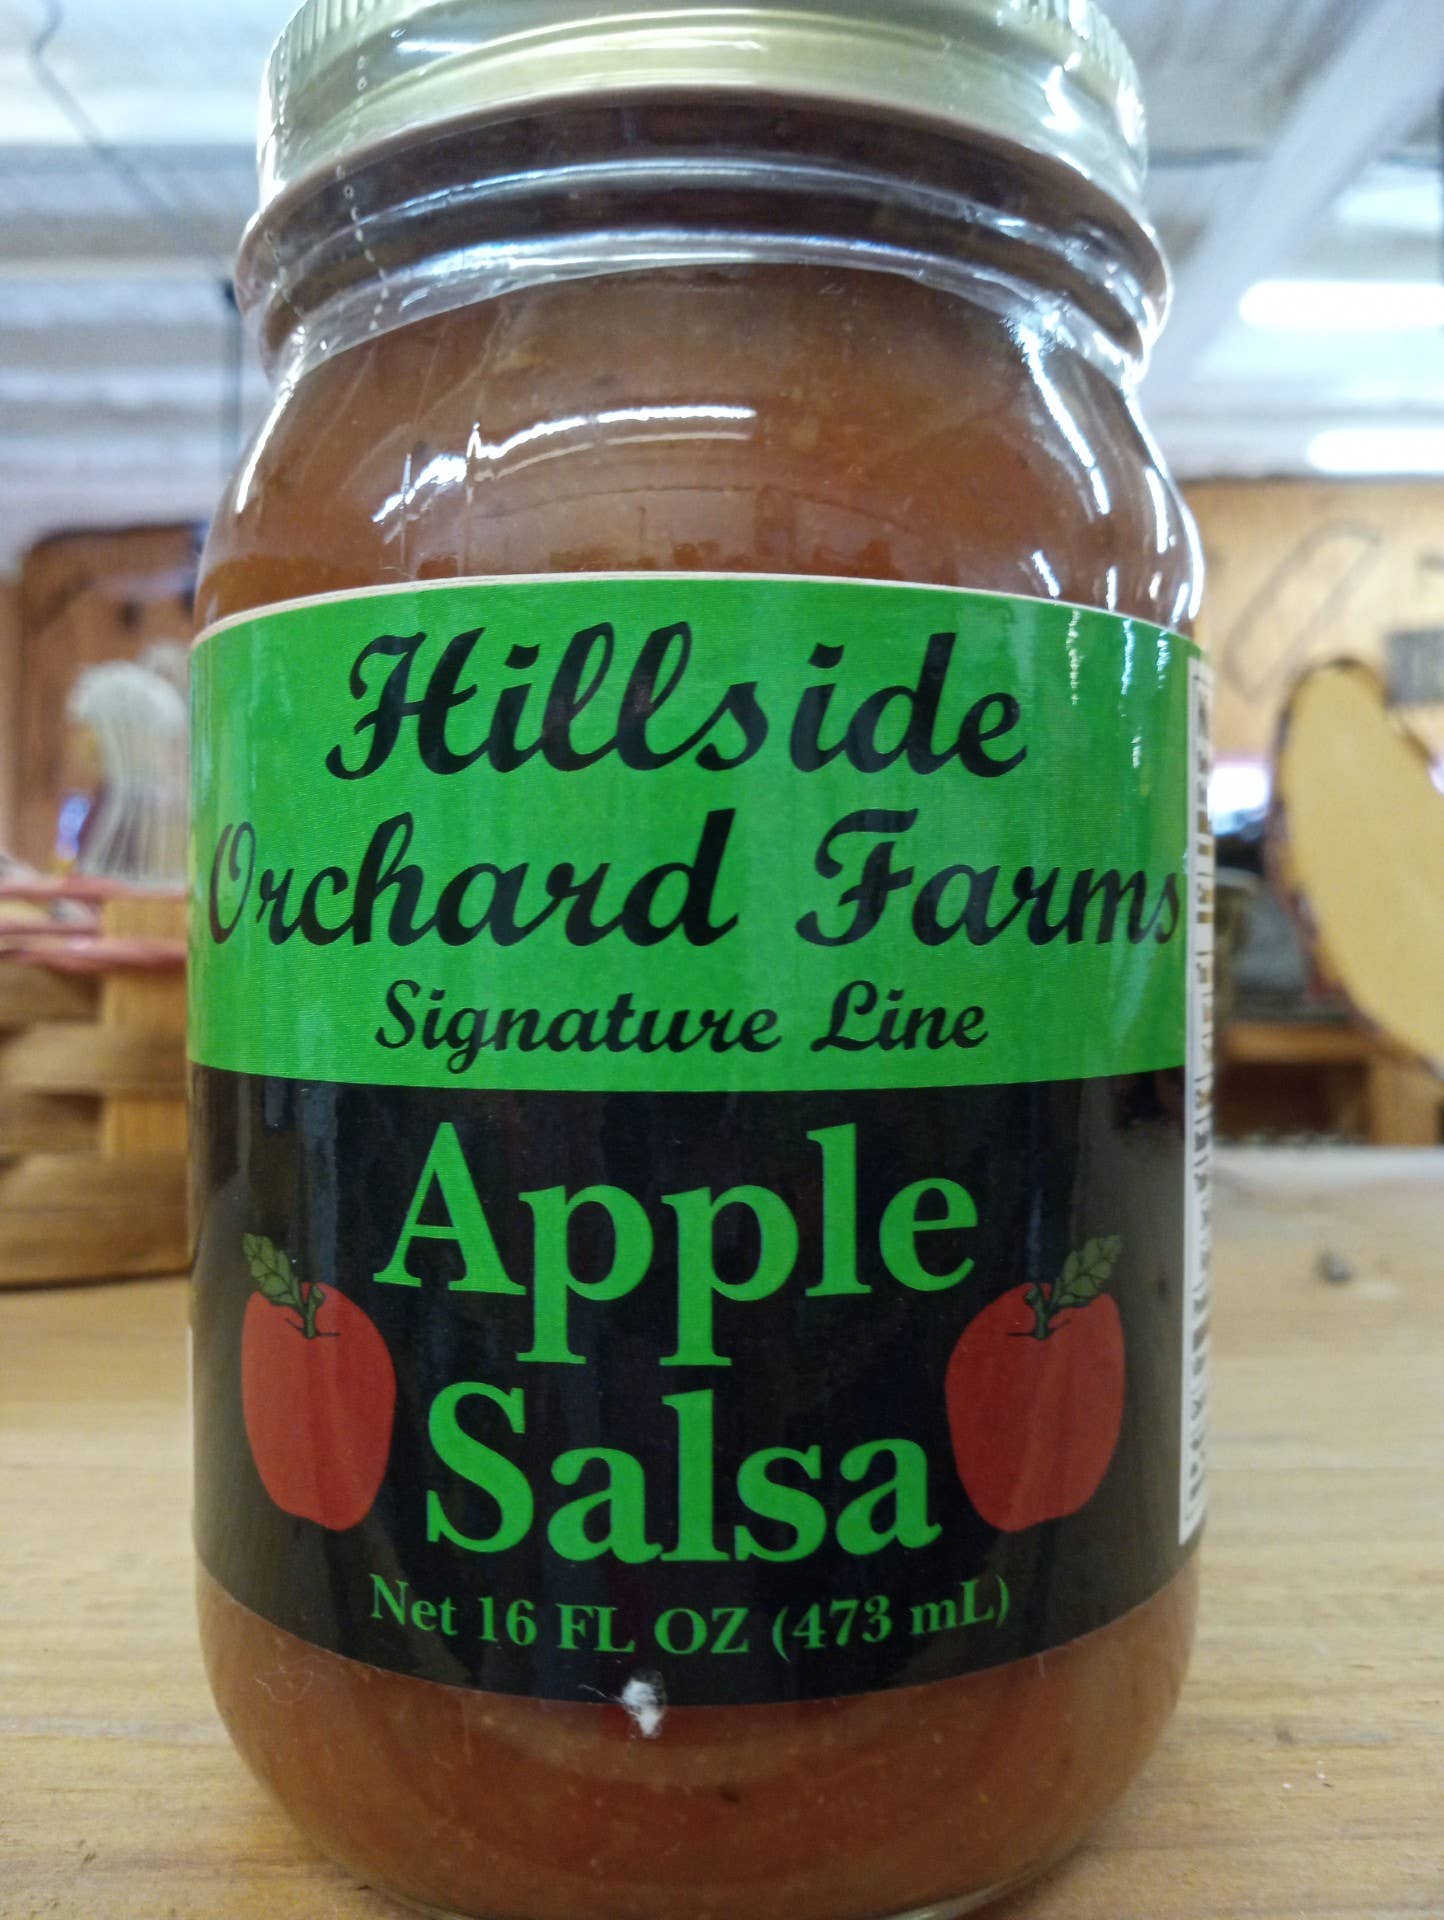 Hillside
Orchard Farms
Signature Line
Apple
Salsa
Net 16 FL OZ (473 mL)